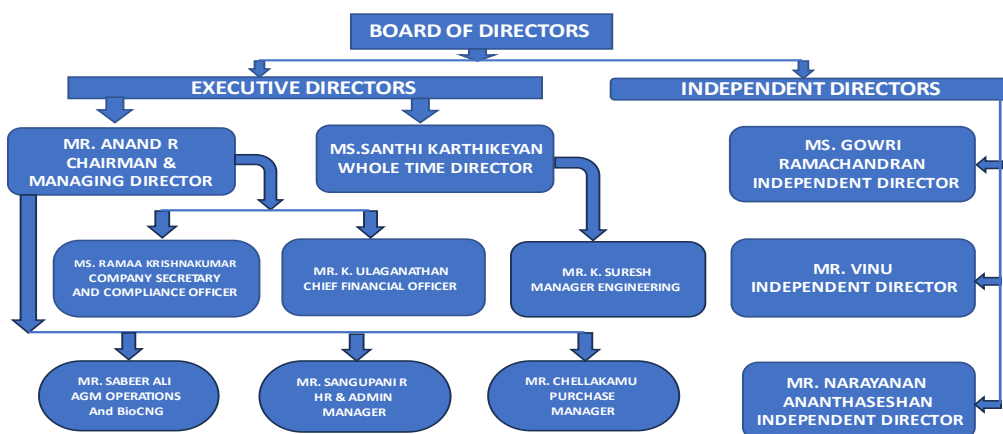 BOARD OF DIRECTORS
EXECUTIVE DIRECTORS
INDEPENDENT DIRECTORS
MR. ANAND R
CHAIRMAN &
MANAGING DIRECTOR
MS.SANTHI KARTHIKEYAN
WHOLE TIME DIRECTOR
MS. GOWRI
RAMACHANDRAN
INDEPENDENT DIRECTOR
MS. RAMAA KRISHNAKUMAR
COMPANY SECRETARY
AND COMPLIANCE OFFICER
MR. K. ULAGANATHAN
CHIEF FINANCIAL OFFICER
MR. K. SURESH
MANAGER ENGINEERING
MR. VINU
INDEPENDENT DIRECTOR
MR. SABEER ALI
AGM OPERATIONS
And BioCNG
MR. SANGUPANI R
HR & ADMIN
MANAGER
MR. CHELLAKAMU
PURCHASE
MANAGER
MR. NARAYANAN
ANANTHASESHAN
INDEPENDENT DIRECTOR